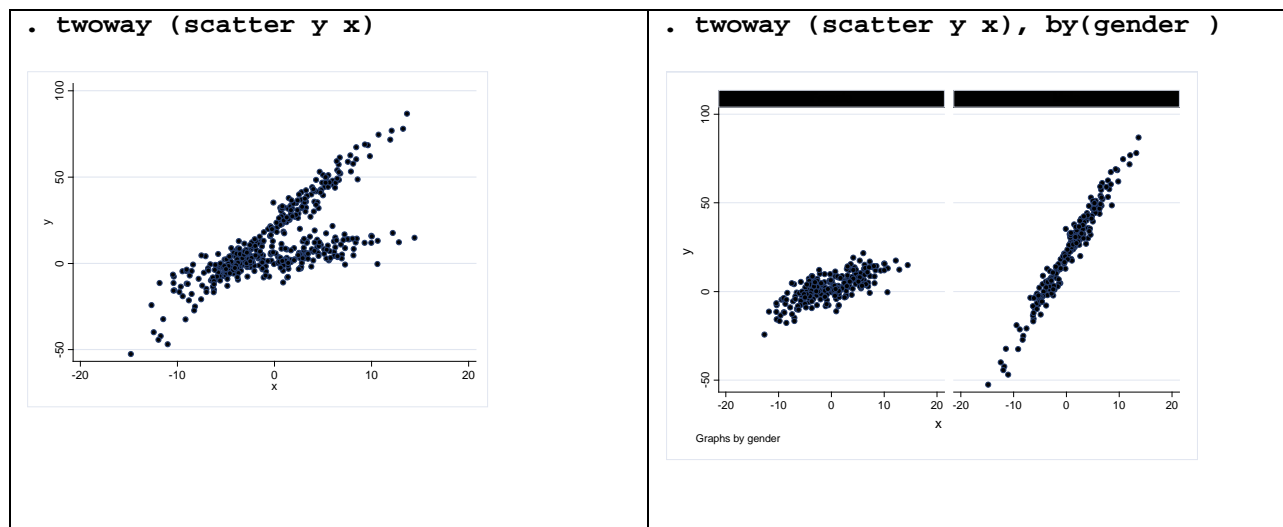 . twoway (scatter y x)
100
50
0
-50
y
-20 -10 0 10 20
x
. twoway (scatter y x), by(gender )
100
50
0
-50
y
-20 -10 0 10 20 -20 -10 0 10 20
x
Graphs by gender